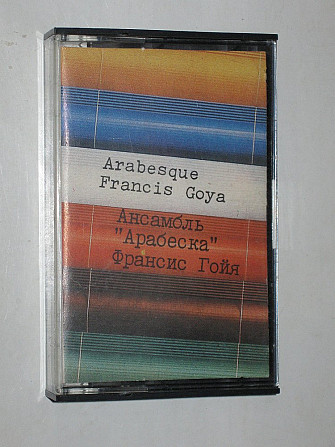 Arabesque
Francis Goya
Ансамбль
"Арабеска"
Франсис Гойя